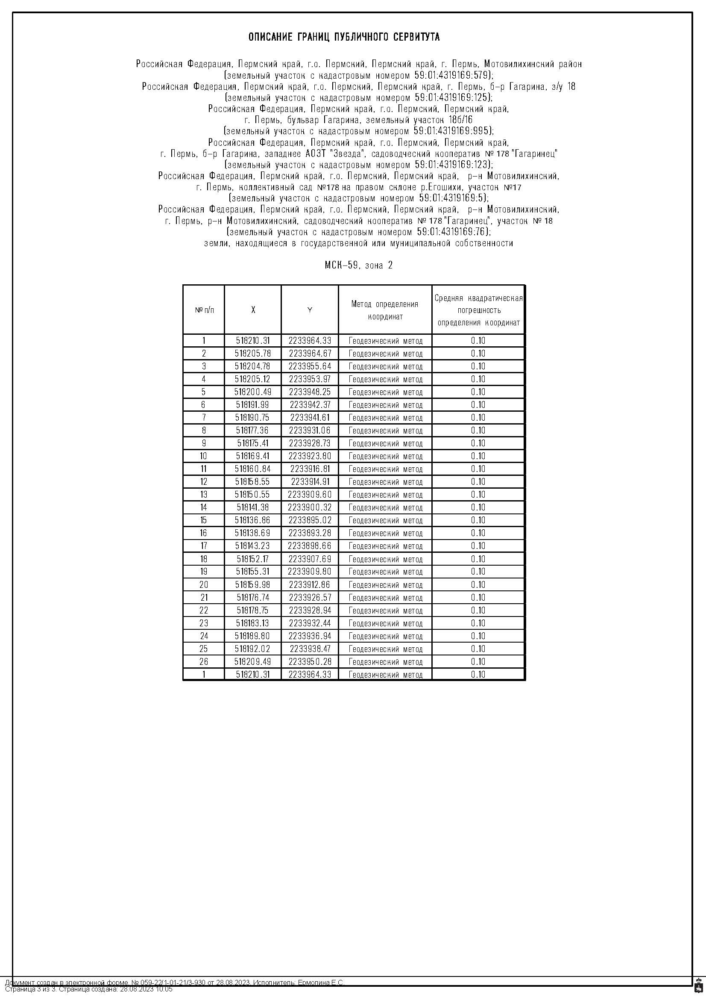 ОПИСАНИЕ ГРАНИЦ ПУБЛИЧНОГО СЕРВИТУТА
Российская Федерация, Пермский край, г.о. Пермский, Пермский край, г. Пермь, Мотовилихинский район
(земельный участок с кадастровым номером 59:01:4319169:579);
Российская Федерация, Пермский край, г.о. Пермский, Пермский край, г. Пермь, б-р Гагарина, з/у 18
(земельный участок с кадастровым номером 59:01:4319169:125);
Российская Федерация, Пермский край, г.о. Пермский, Пермский край,
г. Пермь, бульвар Гагарина, земельный участок 18б/16
(земельный участок с кадастровым номером 59:01:4319169:995);
Российская Федерация, Пермский край, г.о. Пермский, Пермский край,
г. Пермь, б-р Гагарина, западнее АОЗТ "Звезда", садоводческий кооператив № 178 "Гагаринец"
(земельный участок с кадастровым номером 59:01:4319169:123);
Российская Федерация, Пермский край, г.о. Пермский, Пермский край, р-н Мотовилихинский,
г. Пермь, коллективный сад №178 на правом склоне р.Егошихи, участок №17
(земельный участок с кадастровым номером 59:01:4319169:5);
Российская Федерация, Пермский край, г.о. Пермский, Пермский край, р-н Мотовилихинский,
г. Пермь, р-н Мотовилихинский, садоводческий кооператив № 178 "Гагаринец", участок № 18
(земельный участок с кадастровым номером 59:01:4319169:76);
земли, находящиеся в государственной или муниципальной собственности
МСК-59, зона 2
№ п/п X Y Метод определения координат Средняя квадратическая погрешность определения координат
1 518210.31 2233964.33 Геодезический метод 0.10
2 518205.78 2233964.67 Геодезический метод 0.10
3 518204.78 2233955.64 Геодезический метод 0.10
4 518205.12 2233953.97 Геодезический метод 0.10
5 518200.49 2233948.25 Геодезический метод 0.10
6 518191.99 2233942.37 Геодезический метод 0.10
7 518190.75 2233941.61 Геодезический метод 0.10
8 518177.36 2233931.06 Геодезический метод 0.10
9 518175.41 2233928.73 Геодезический метод 0.10
10 518169.41 2233923.80 Геодезический метод 0.10
11 518160.84 2233916.81 Геодезический метод 0.10
12 518158.55 2233914.91 Геодезический метод 0.10
13 518150.55 2233909.60 Геодезический метод 0.10
14 518141.38 2233900.32 Геодезический метод 0.10
15 518136.86 2233895.02 Геодезический метод 0.10
16 518138.69 2233893.28 Геодезический метод 0.10
17 518143.23 2233898.66 Геодезический метод 0.10
18 518152.17 2233907.69 Геодезический метод 0.10
19 518155.31 2233909.80 Геодезический метод 0.10
20 518159.98 2233912.86 Геодезический метод 0.10
21 518176.74 2233926.57 Геодезический метод 0.10
22 518178.75 2233928.94 Геодезический метод 0.10
23 518183.13 2233932.44 Геодезический метод 0.10
24 518189.80 2233936.94 Геодезический метод 0.10
25 518192.02 2233938.47 Геодезический метод 0.10
26 518209.49 2233950.28 Геодезический метод 0.10
1 518210.31 2233964.33 Геодезический метод 0.10
Документ создан в электронной форме. № 059-22/1-01-21/3-930 от 28.08.2023. Исполнитель: Ермолина Е.С.
Страница 3 из 3. Страница создана: 28.08.2023 10:05